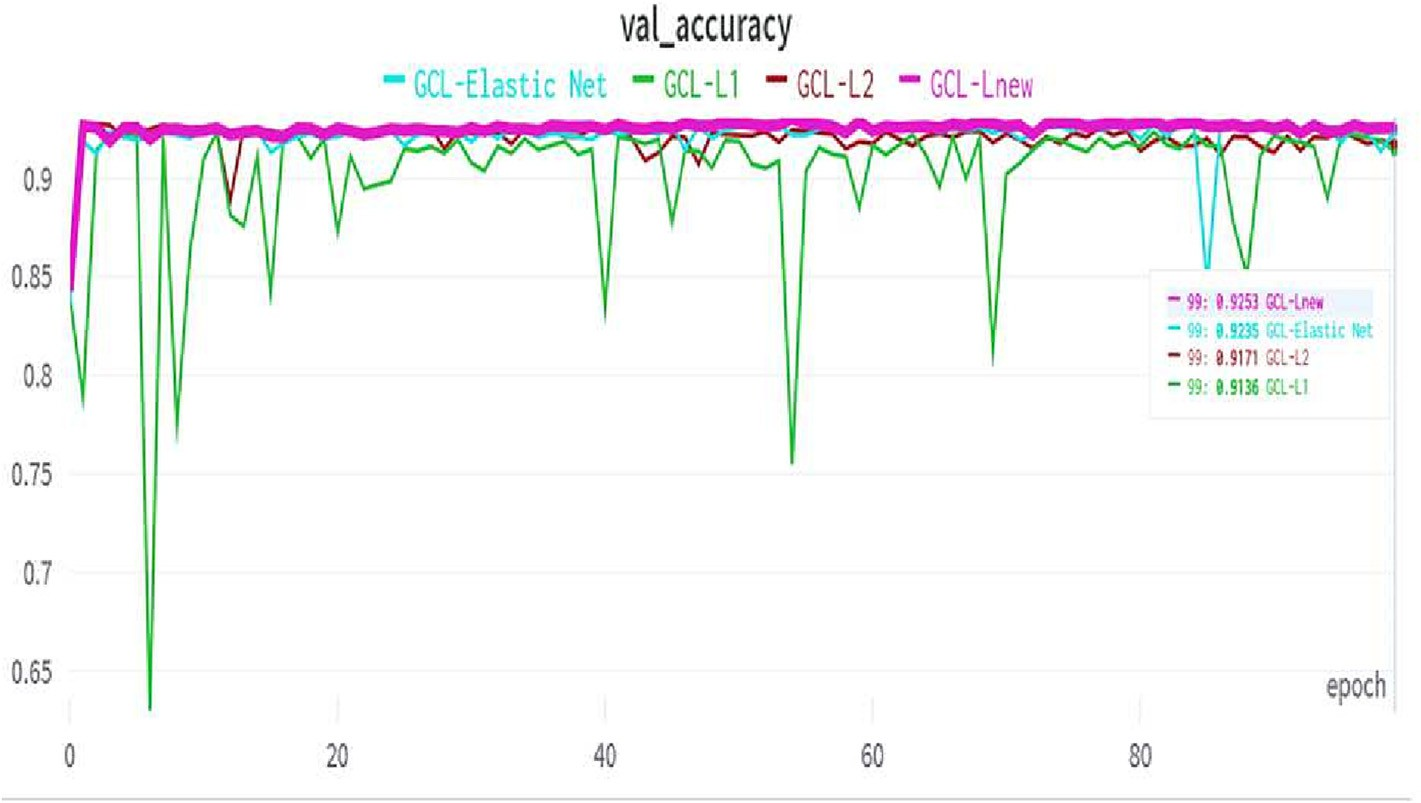 val_accuracy
GCL-Elastic Net GCL-L1 GCL-L2 GCL-Lnew
0.9
0.85
99: 0.9253 GCL-Lnew
99: 0.9235 GCL-Elastic Net
99: 0.9171 GCL-L2
99: 0.9136 GCL-L1
0.8
0.75
0.7
0.65
epoch
0 20 40 60 80